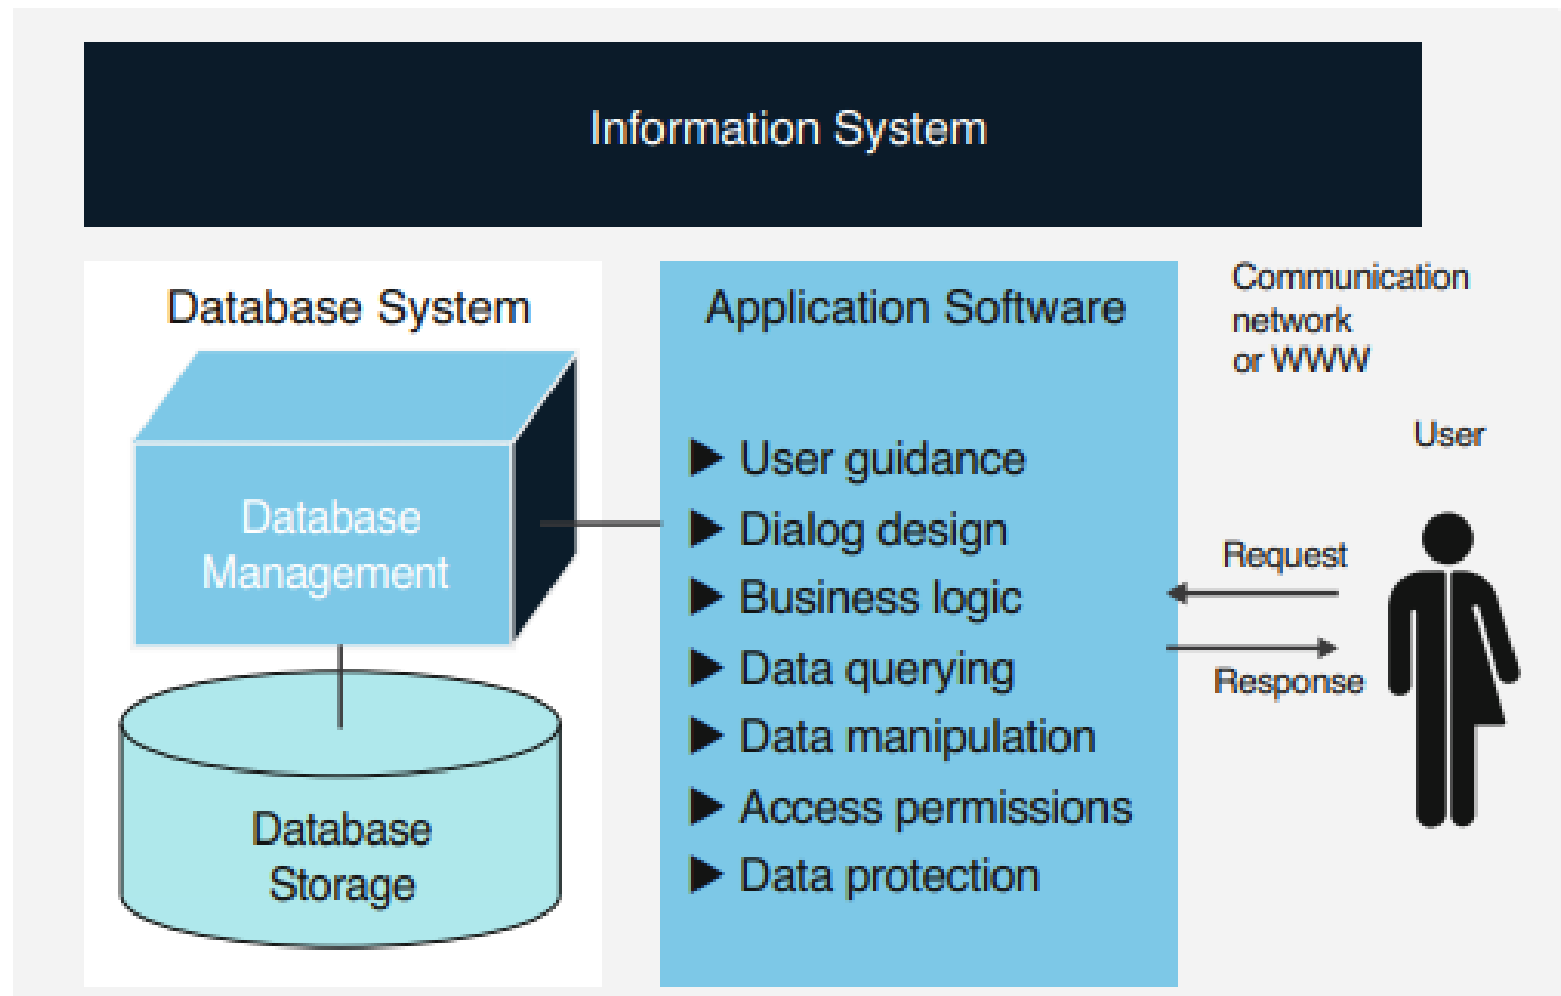 Information System
Database System
Database
Management
Database
Storage
Application Software
► User guidance
► Dialog design
► Business logic
► Data querying
► Data manipulation
► Access permissions
► Data protection
Communication
network
or WWW
User
Request
Response